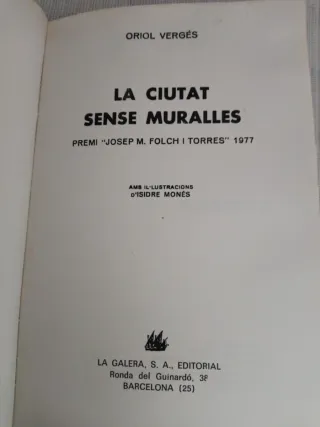 ORIOL VERGÉS
LA CIUTAT
SENSE MURALLES
PREMI "JOSEP M. FOLCH I TORRES" 1977
AMB IL·LUSTRACIONS
D'ISIDRE MONÉS
LA GALERA, S. A., EDITORIAL
Ronda del Guinardó, 38
BARCELONA (25)